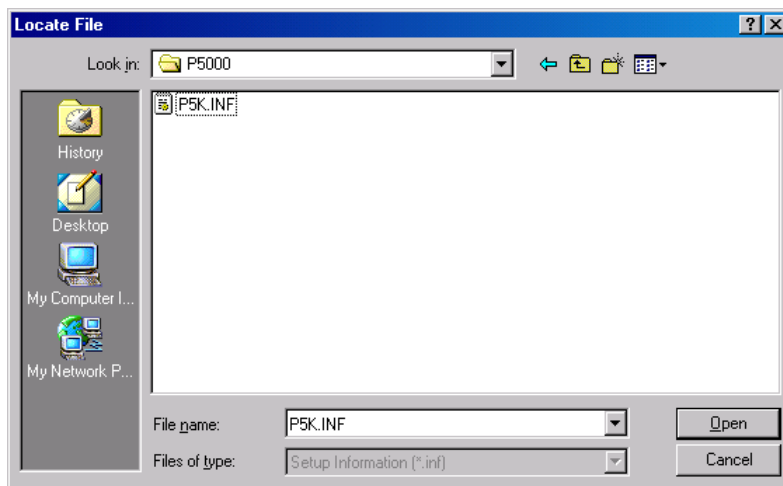 Locate File
Look in: P5000
P5K.INF
History
Desktop
My Computer I...
My Network P...
File name: P5K.INF Open
Files of type: Setup Information (*.inf) Cancel